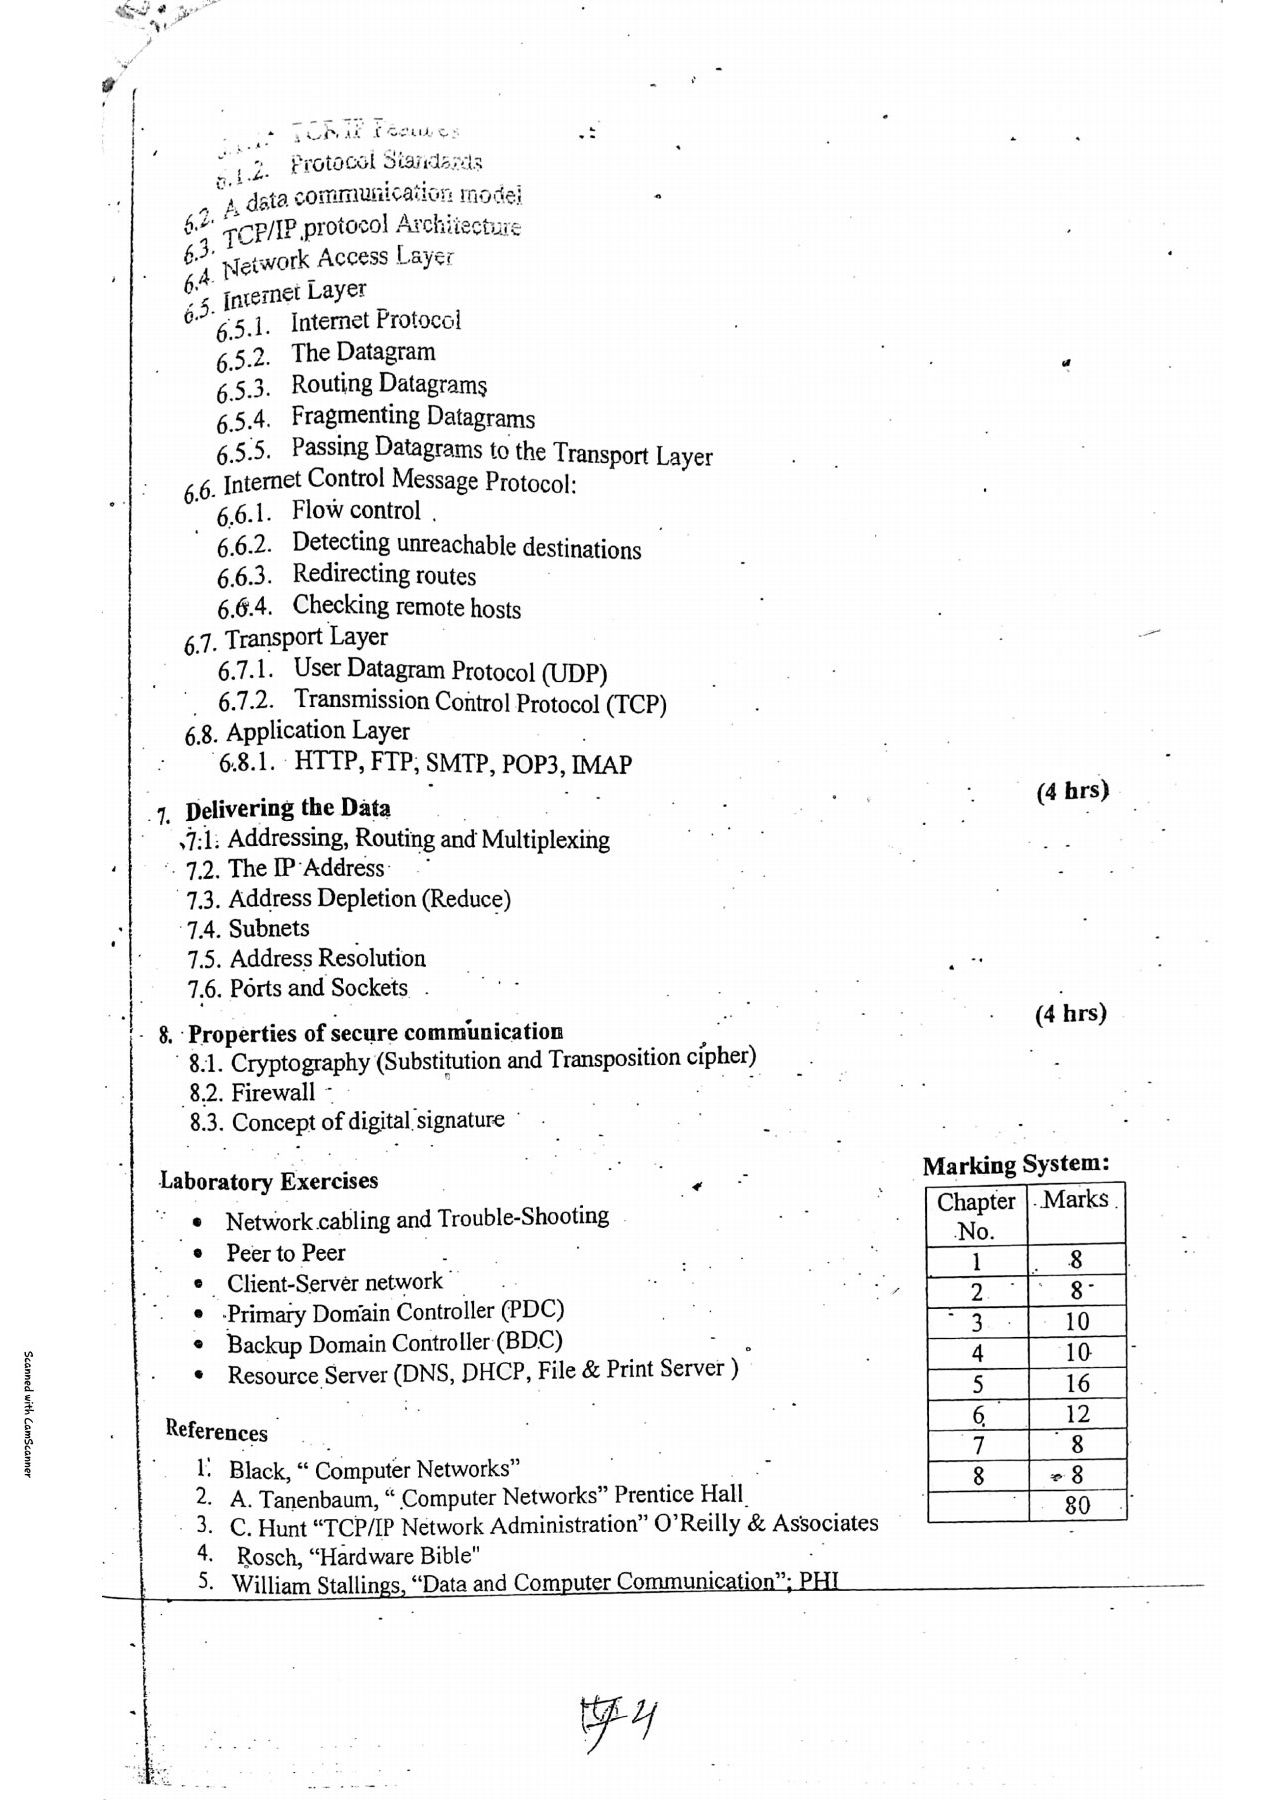 TCP/IP Features
6.1.2. Protocol Standards
6.2. A data communication model
6.3. TCP/IP protocol Architecture
6.4. Network Access Layer
6.5. Internet Layer
6.5.1. Internet Protocol
6.5.2. The Datagram
6.5.3. Routing Datagrams
6.5.4. Fragmenting Datagrams
6.5.5. Passing Datagrams to the Transport Layer
6.6. Internet Control Message Protocol:
6.6.1. Flow control
6.6.2. Detecting unreachable destinations
6.6.3. Redirecting routes
6.6.4. Checking remote hosts
6.7. Transport Layer
6.7.1. User Datagram Protocol (UDP)
6.7.2. Transmission Control Protocol (TCP)
6.8. Application Layer
6.8.1. HTTP, FTP, SMTP, POP3, IMAP
7. Delivering the Data (4 hrs)
7.1. Addressing, Routing and Multiplexing
7.2. The IP Address
7.3. Address Depletion (Reduce)
7.4. Subnets
7.5. Address Resolution
7.6. Ports and Sockets
8. Properties of secure communication (4 hrs)
8.1. Cryptography (Substitution and Transposition cipher)
8.2. Firewall
8.3. Concept of digital signature
Laboratory Exercises
• Network cabling and Trouble-Shooting
• Peer to Peer
• Client-Server network
• Primary Domain Controller (PDC)
• Backup Domain Controller (BDC)
• Resource Server (DNS, DHCP, File & Print Server )
Marking System:
Chapter No. Marks
1 8
2 8
3 10
4 10
5 16
6 12
7 8
8 8
80
References
1. Black, “ Computer Networks”
2. A. Tanenbaum, “ Computer Networks” Prentice Hall
3. C. Hunt “TCP/IP Network Administration” O'Reilly & Associates
4. Rosch, “Hardware Bible"
5. William Stallings, “Data and Computer Communication”; PHI
Scanned with CamScanner